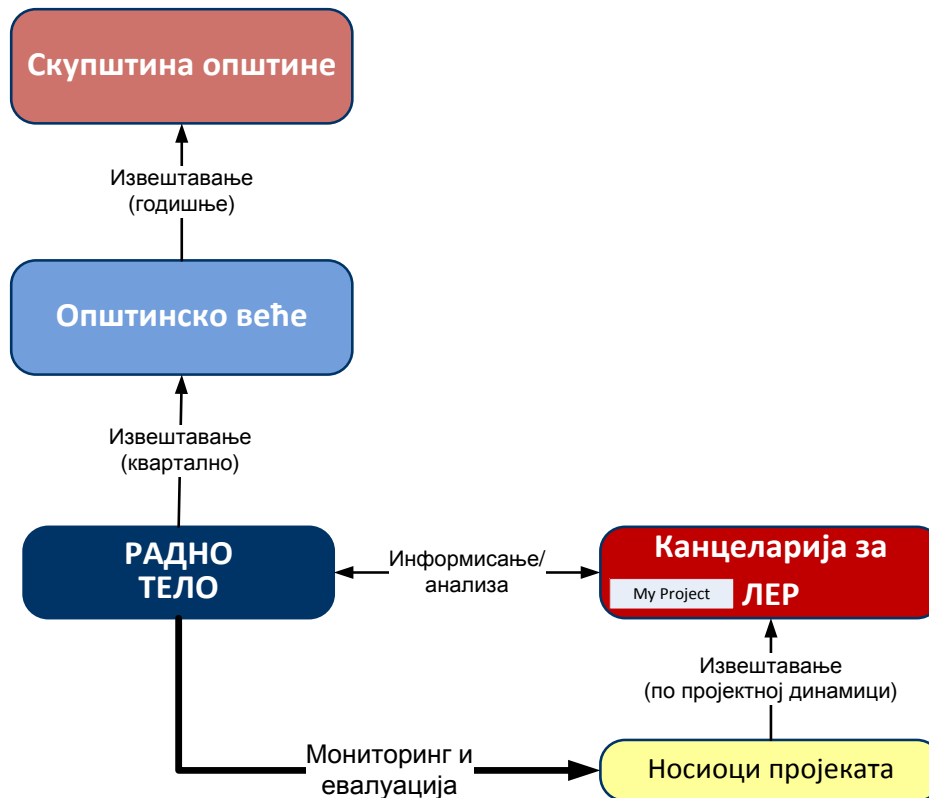 Скупштина општине
Извештавање
(годишње)
Општинско веће
Извештавање
(квартално)
РАДНО
ТЕЛО
Информисање/
анализа
Канцеларија за
My Project ЛЕР
Извештавање
(по пројектној динамици)
Мониторинг и
евалуација
Носиоци пројеката